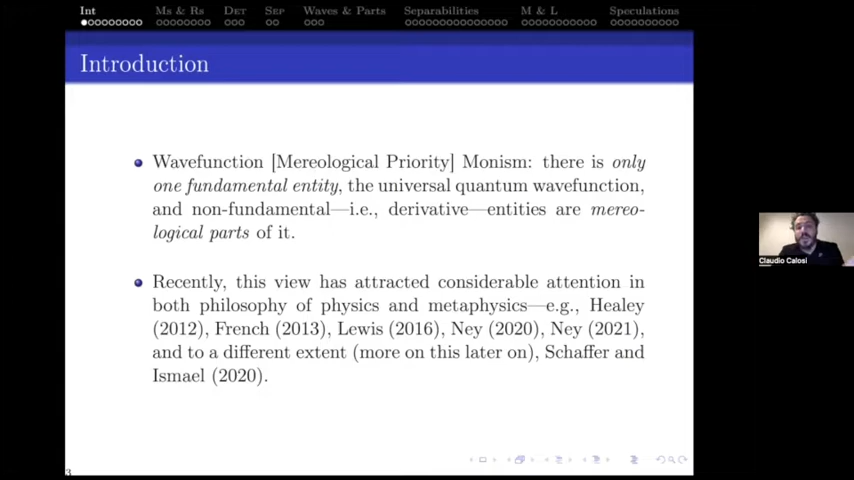 Int Ms & Rs Det Sep Waves & Parts Separabilities M & L Speculations
Introduction
Wavefunction [Mereological Priority] Monism: there is only
one fundamental entity, the universal quantum wavefunction,
and non-fundamental—i.e., derivative—entities are mereo-
logical parts of it.
Recently, this view has attracted considerable attention in
both philosophy of physics and metaphysics—e.g., Healey
(2012), French (2013), Lewis (2016), Ney (2020), Ney (2021),
and to a different extent (more on this later on), Schaffer and
Ismael (2020).
Claudio Calosi
3